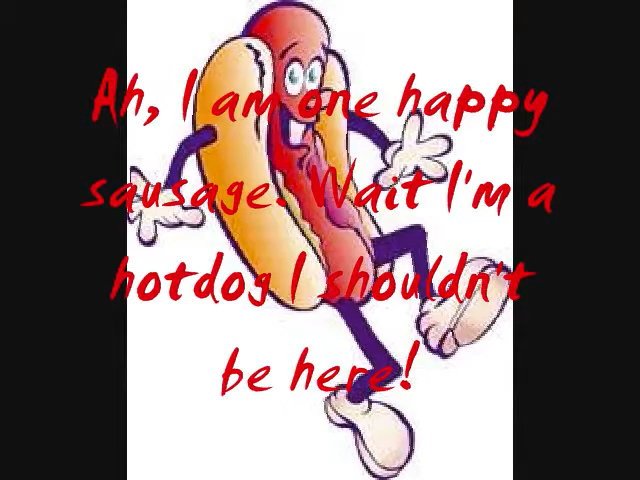 Ah, I am one happy
sausage. Wait I'm a
hotdog I shouldn't
be here!